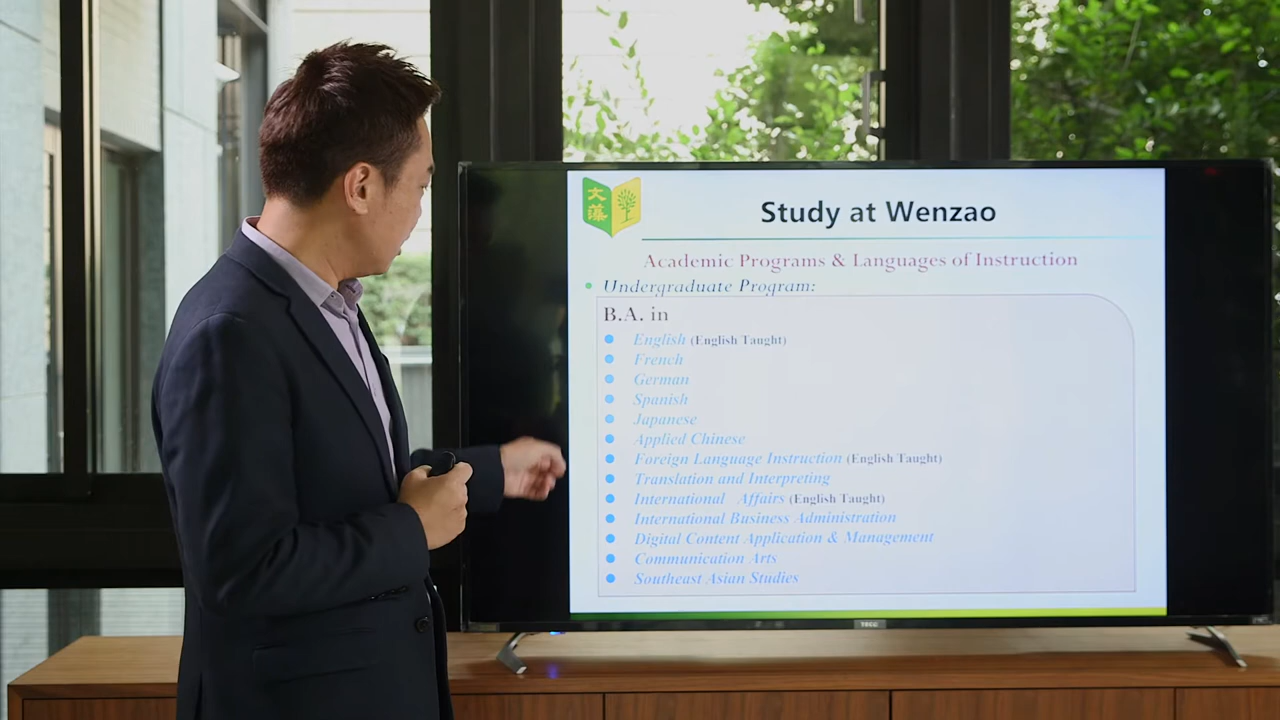 文藻
Study at Wenzao
Academic Programs & Languages of Instruction
Undergraduate Program:
B.A. in
English (English Taught)
French
German
Spanish
Japanese
Applied Chinese
Foreign Language Instruction (English Taught)
Translation and Interpreting
International Affairs (English Taught)
International Business Administration
Digital Content Application & Management
Communication Arts
Southeast Asian Studies